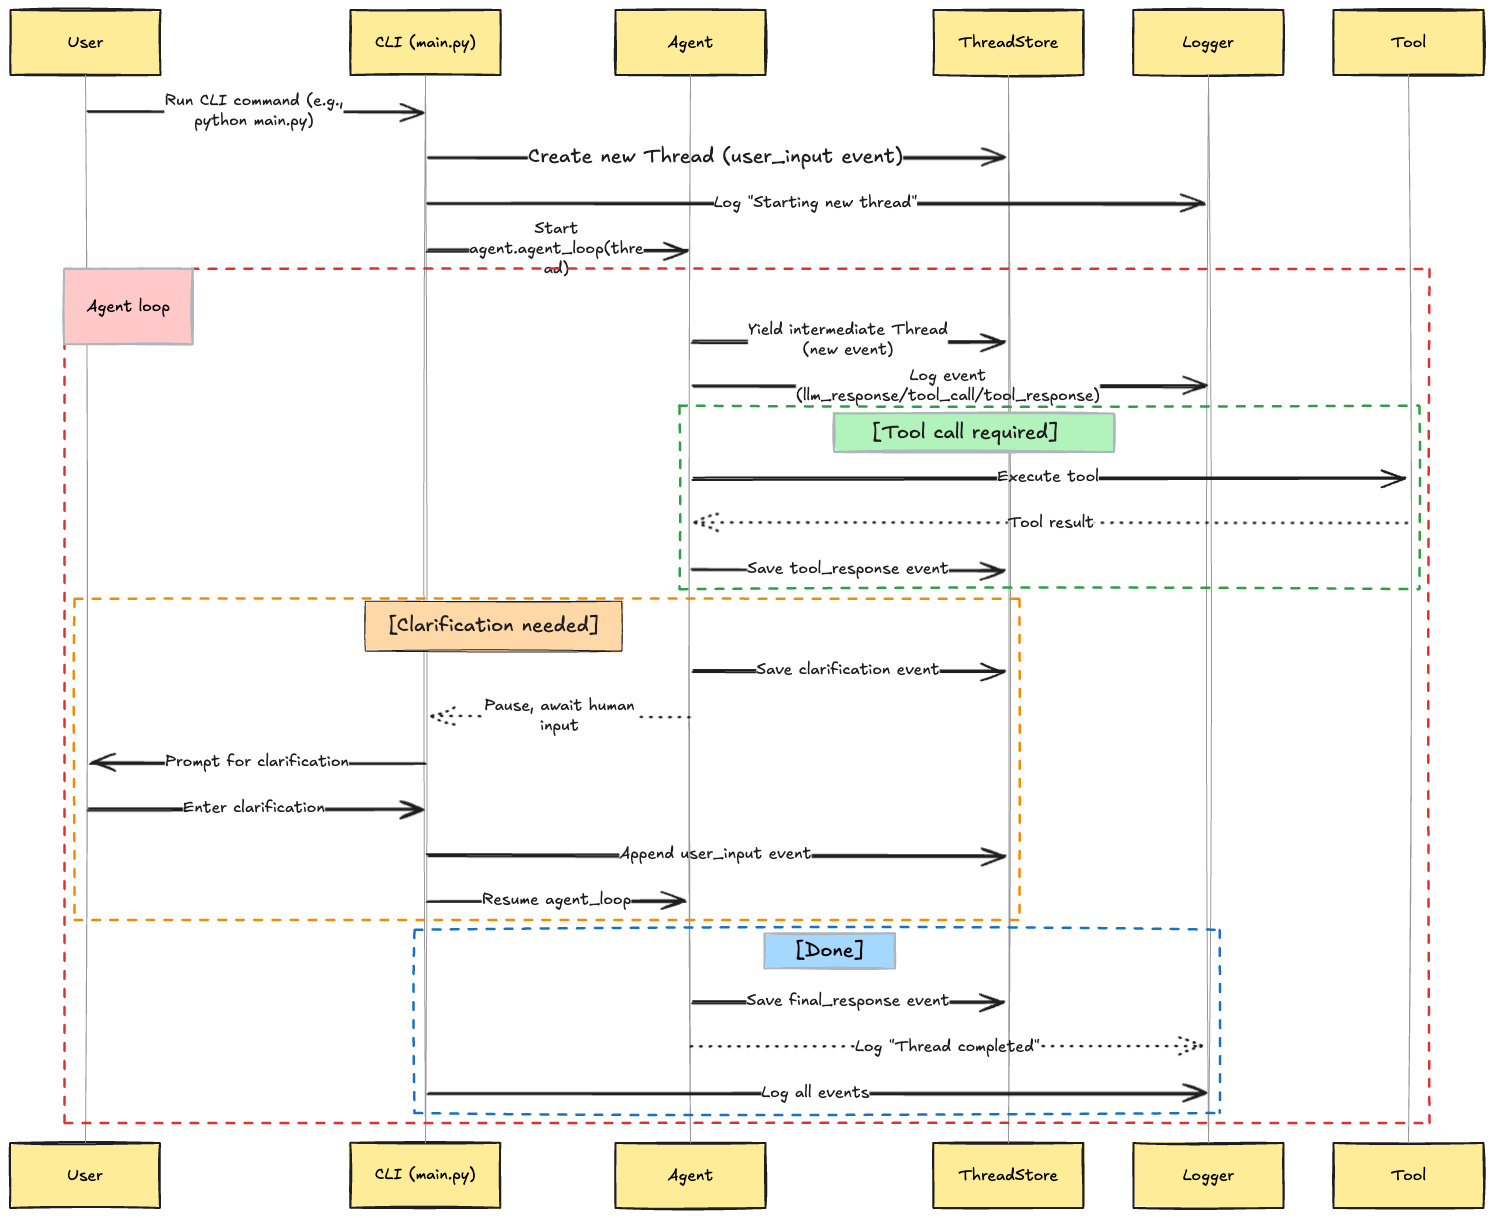 User
CLI (main.py)
Agent
ThreadStore
Logger
Tool
Run CLI command (e.g.,
python main.py)
Create new Thread (user_input event)
Log "Starting new thread"
Start
agent.agent_loop(thre
ad)
Agent loop
Yield intermediate Thread
(new event)
Log event
(llm_response/tool_call/tool_response)
[Tool call required]
Execute tool
Tool result
Save tool_response event
[Clarification needed]
Save clarification event
Pause, await human
input
Prompt for clarification
Enter clarification
Append user_input event
Resume agent_loop
[Done]
Save final_response event
Log "Thread completed"
Log all events
User
CLI (main.py)
Agent
ThreadStore
Logger
Tool